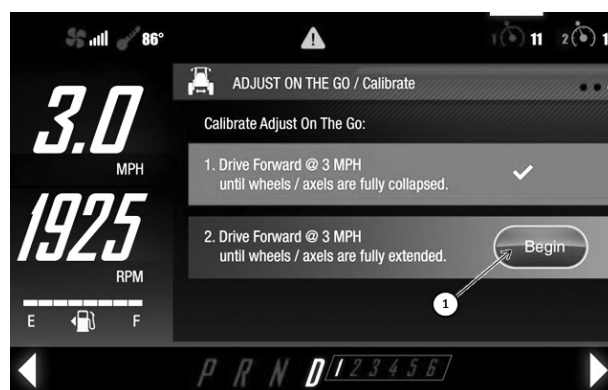 86°
1 11 2 1
ADJUST ON THE GO / Calibrate
3.0
MPH
Calibrate Adjust On The Go:
1. Drive Forward @ 3 MPH
until wheels / axels are fully collapsed.
1925
RPM
2. Drive Forward @ 3 MPH
until wheels / axels are fully extended.
Begin
1
E F
P R N D 1 2 3 4 5 6